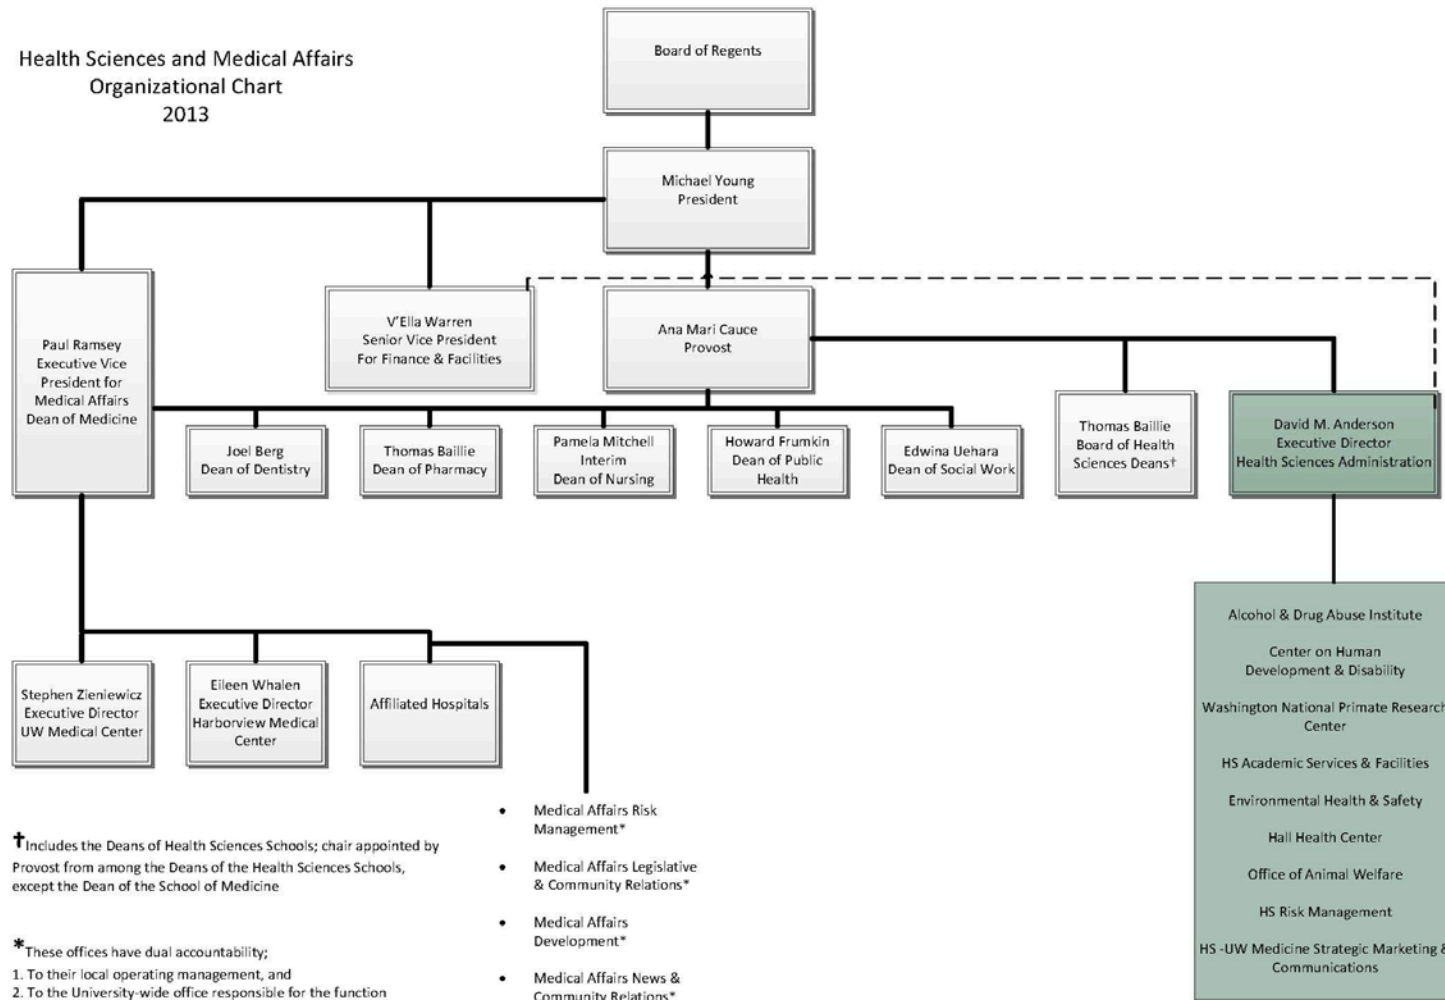 Health Sciences and Medical Affairs
Organizational Chart
2013
Board of Regents
Michael Young
President
Paul Ramsey
Executive Vice
President for
Medical Affairs
Dean of Medicine
V'Ella Warren
Senior Vice President
For Finance & Facilities
Ana Mari Cauce
Provost
Joel Berg
Dean of Dentistry
Thomas Baillie
Dean of Pharmacy
Pamela Mitchell
Interim
Dean of Nursing
Howard Frumkin
Dean of Public
Health
Edwina Uehara
Dean of Social Work
Thomas Baillie
Board of Health
Sciences Deans†
David M. Anderson
Executive Director
Health Sciences Administration
Stephen Zieniewicz
Executive Director
UW Medical Center
Eileen Whalen
Executive Director
Harborview Medical
Center
Affiliated Hospitals
Alcohol & Drug Abuse Institute
Center on Human
Development & Disability
Washington National Primate Research
Center
HS Academic Services & Facilities
Environmental Health & Safety
Hall Health Center
Office of Animal Welfare
HS Risk Management
HS -UW Medicine Strategic Marketing &
Communications
• Medical Affairs Risk
Management*
• Medical Affairs Legislative
& Community Relations*
• Medical Affairs
Development*
• Medical Affairs News &
Community Relations*
†Includes the Deans of Health Sciences Schools; chair appointed by
Provost from among the Deans of the Health Sciences Schools,
except the Dean of the School of Medicine
*These offices have dual accountability;
1. To their local operating management, and
2. To the University-wide office responsible for the function